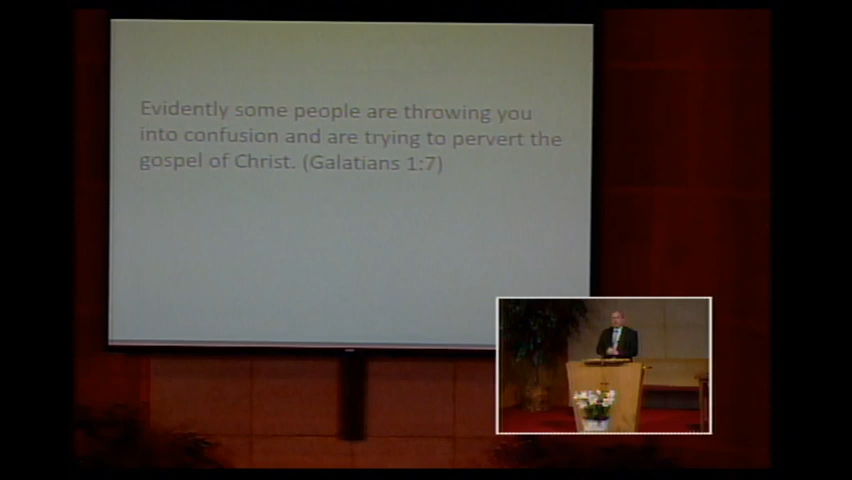 Evidently some people are throwing you
into confusion and are trying to pervert the
gospel of Christ. (Galatians 1:7)